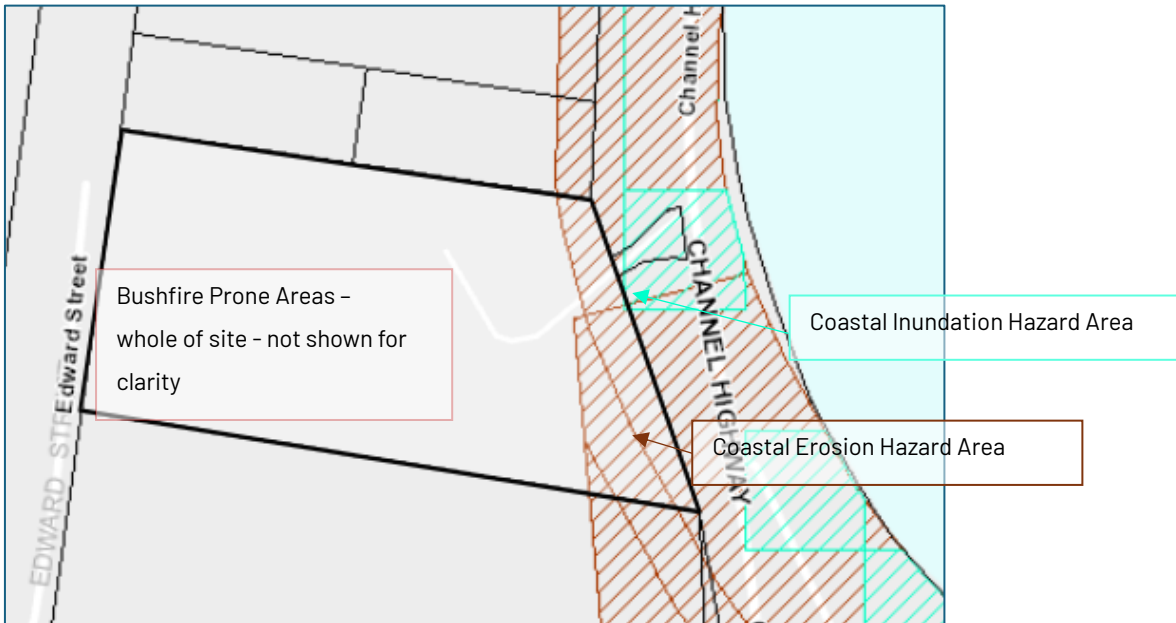 Channel H
Edward Street
EDWARD STR
Bushfire Prone Areas –
whole of site - not shown for
clarity
CHANNEL HIGHWAY
Coastal Inundation Hazard Area
Coastal Erosion Hazard Area